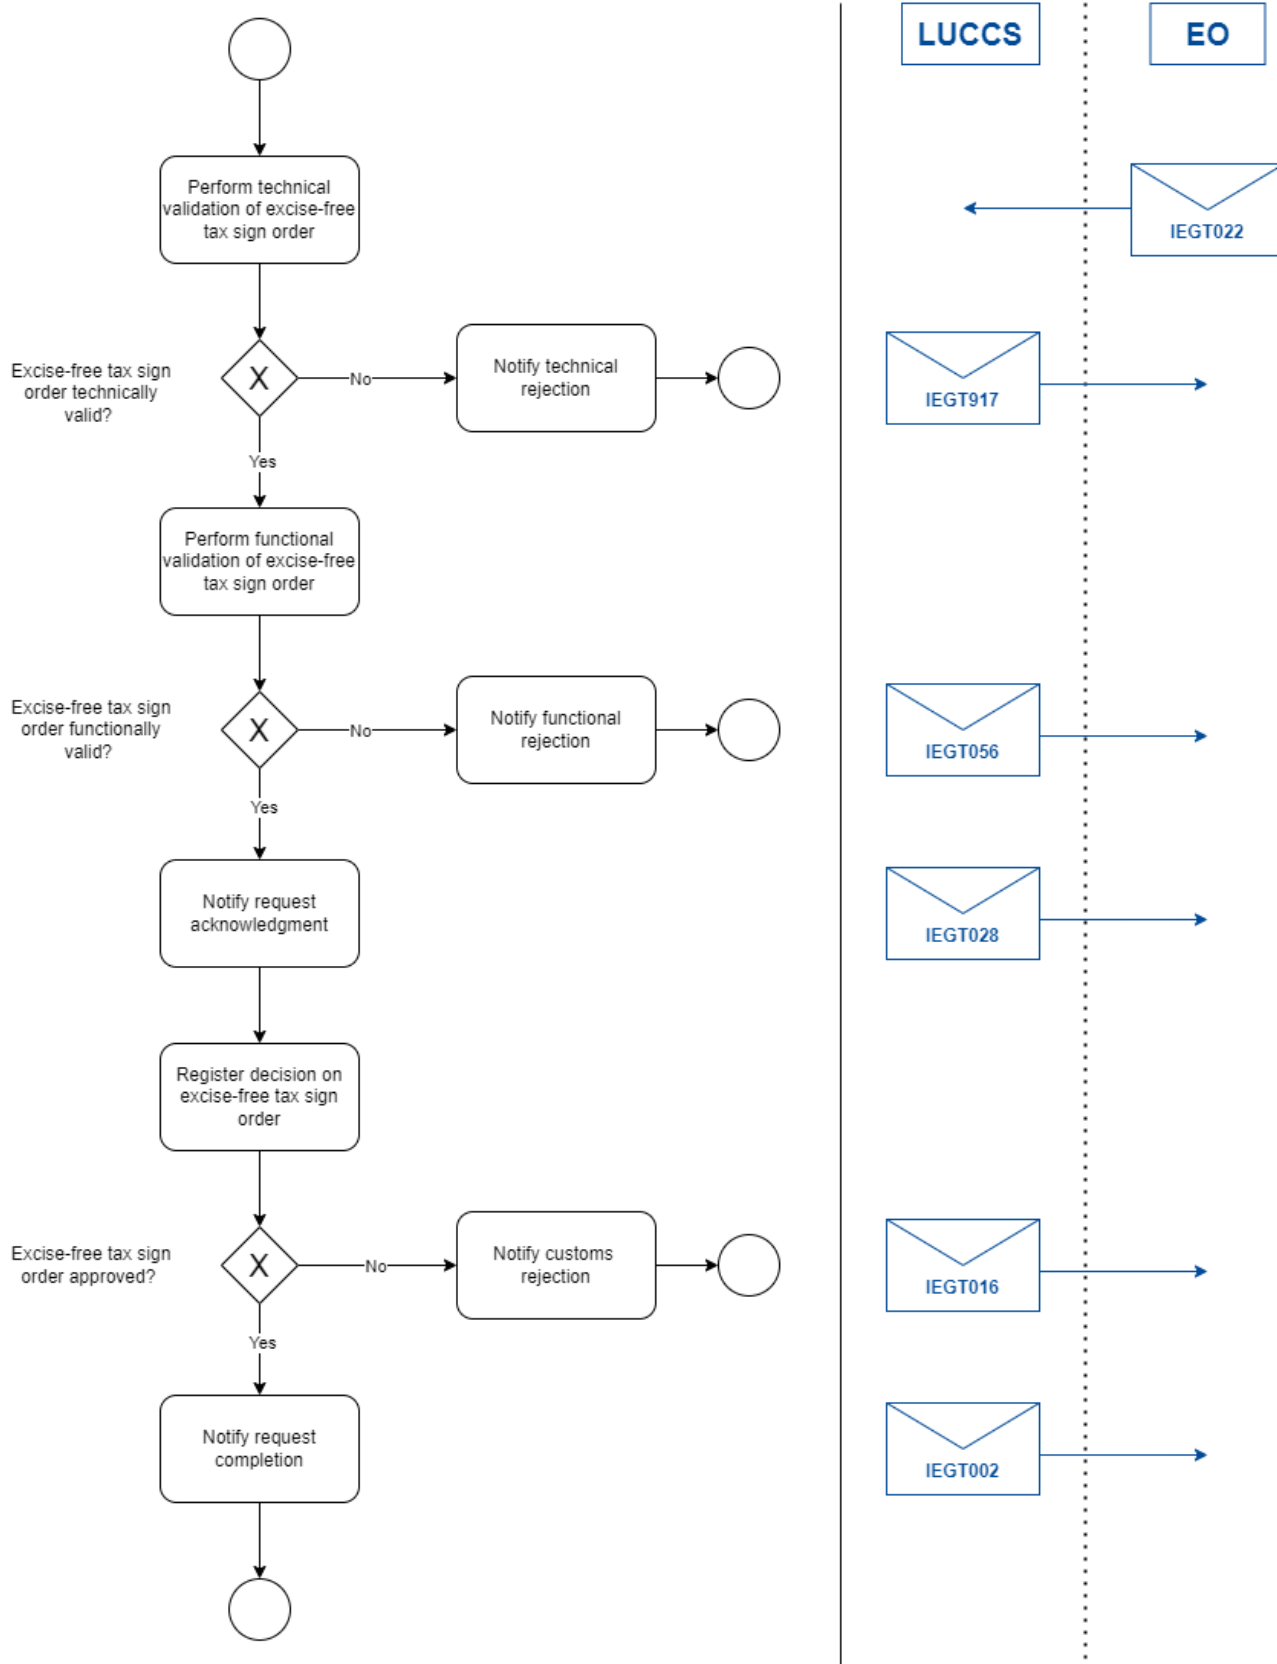 LUCCS
EO
Perform technical
validation of excise-free
tax sign order
IEGT022
Excise-free tax sign
order technically
valid?
X
No
Notify technical
rejection
IEGT917
Yes
Perform functional
validation of excise-free
tax sign order
Excise-free tax sign
order functionally
valid?
X
No
Notify functional
rejection
IEGT056
Yes
Notify request
acknowledgment
IEGT028
Register decision on
excise-free tax sign
order
Excise-free tax sign
order approved?
X
No
Notify customs
rejection
IEGT016
Yes
Notify request
completion
IEGT002